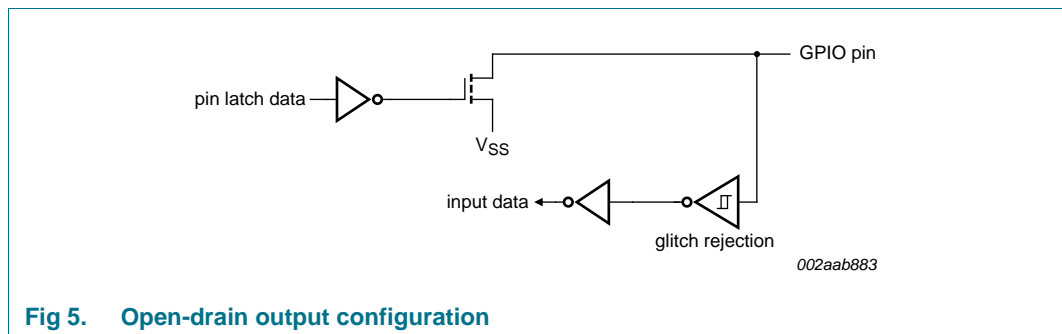 GPIO pin
pin latch data
VSS
input data
glitch rejection
002aab883
Fig 5. Open-drain output configuration